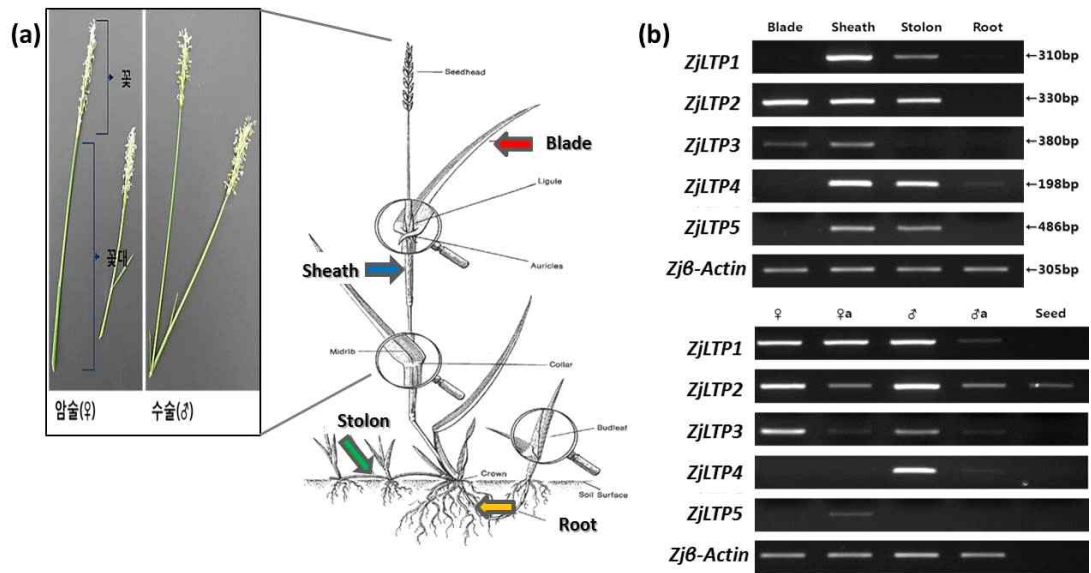 (a)
꽃
꽃대
암술(♀)
수술(♂)
Seedhead
Blade
Ligule
Auricles
Sheath
Midrib
Collar
Stolon
Budleaf
Crown
Soil Surface
Root
(b)
Blade Sheath Stolon Root
ZjLTP1 ←310bp
ZjLTP2 ←330bp
ZjLTP3 ←380bp
ZjLTP4 ←198bp
ZjLTP5 ←486bp
Zjβ-Actin ←305bp
♀ ♀a ♂ ♂a Seed
ZjLTP1
ZjLTP2
ZjLTP3
ZjLTP4
ZjLTP5
Zjβ-Actin